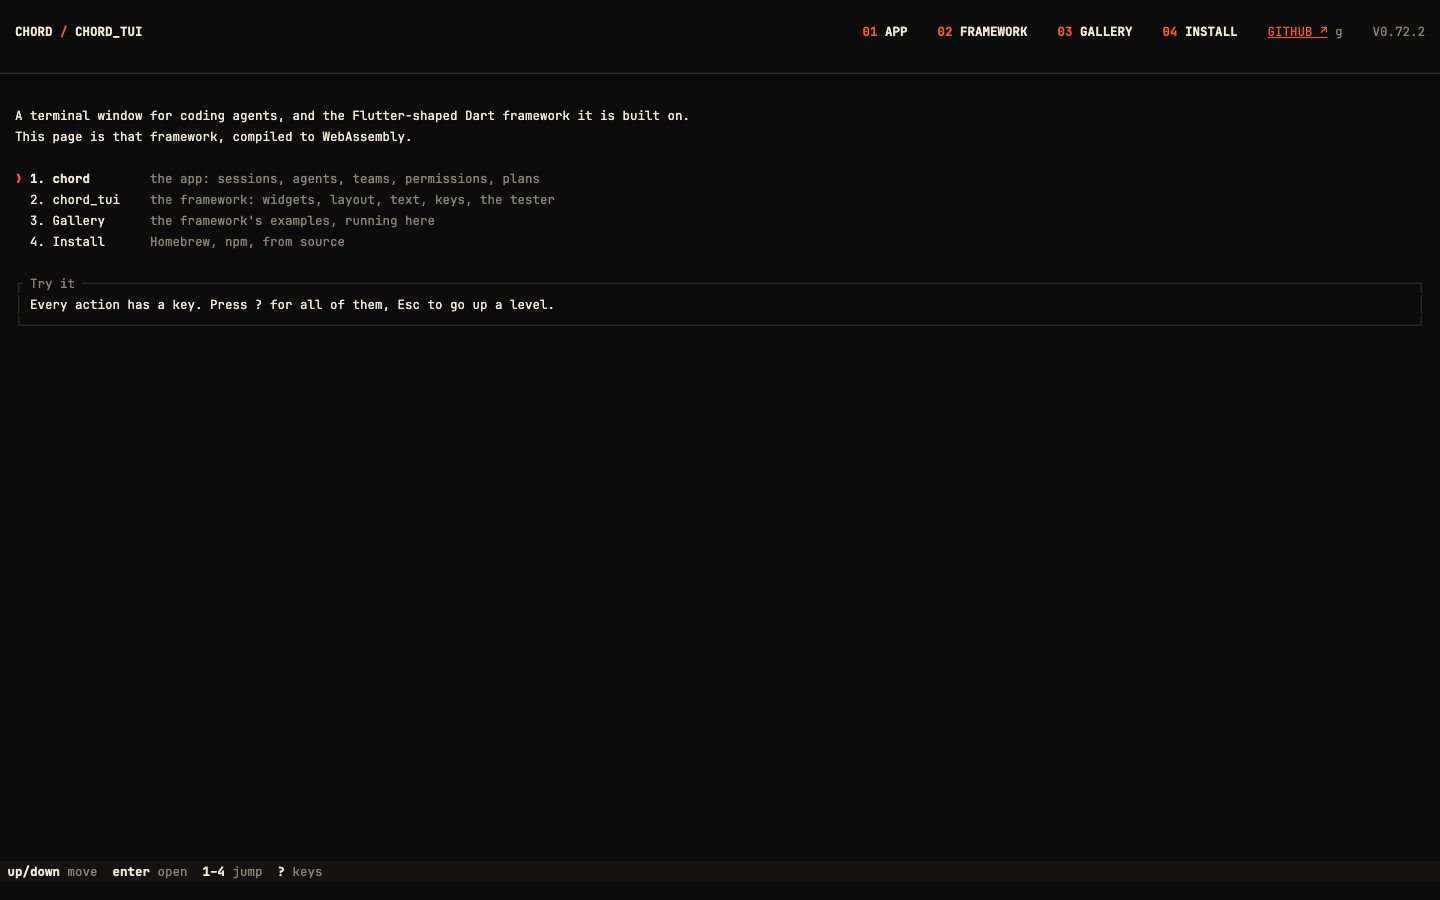 CHORD / CHORD_TUI
01 APP 02 FRAMEWORK 03 GALLERY 04 INSTALL GITHUB ↗ g V0.72.2
A terminal window for coding agents, and the Flutter-shaped Dart framework it is built on.
This page is that framework, compiled to WebAssembly.
❯ 1. chord the app: sessions, agents, teams, permissions, plans
2. chord_tui the framework: widgets, layout, text, keys, the tester
3. Gallery the framework's examples, running here
4. Install Homebrew, npm, from source
Try it
Every action has a key. Press ? for all of them, Esc to go up a level.
up/down move enter open 1-4 jump ? keys